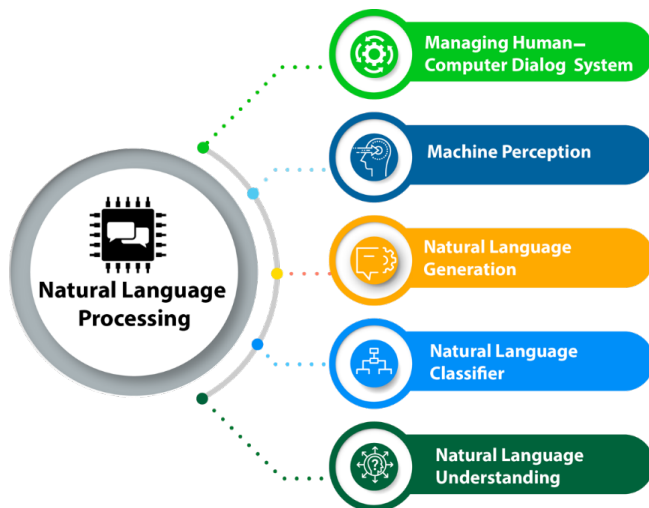 Managing Human–
Computer Dialog System
Machine Perception
Natural Language
Processing
Natural Language
Generation
Natural Language
Classifier
Natural Language
Understanding